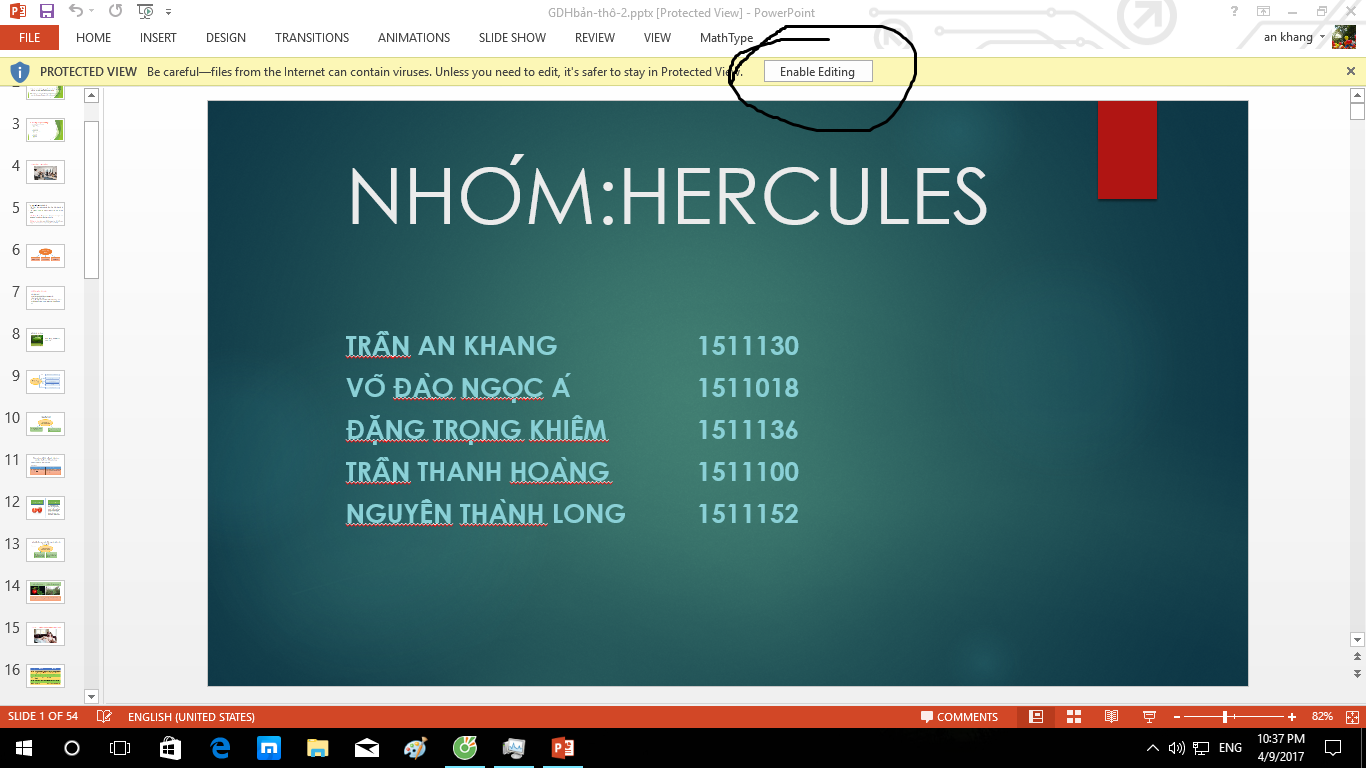 GDHbản-thô-2.pptx [Protected View] - PowerPoint
FILE HOME INSERT DESIGN TRANSITIONS ANIMATIONS SLIDE SHOW REVIEW VIEW MathType an khang
PROTECTED VIEW Be careful—files from the Internet can contain viruses. Unless you need to edit, it's safer to stay in Protected View. Enable Editing
NHÓM:HERCULES
TRẦN AN KHANG 1511130
VÕ ĐÀO NGỌC Á 1511018
ĐẶNG TRỌNG KHIÊM 1511136
TRẦN THANH HOÀNG 1511100
NGUYỄN THÀNH LONG 1511152
3
4
5
6
7
8
9
10
11
12
13
14
15
16
SLIDE 1 OF 54 ENGLISH (UNITED STATES) COMMENTS 82%
ENG 10:37 PM
4/9/2017